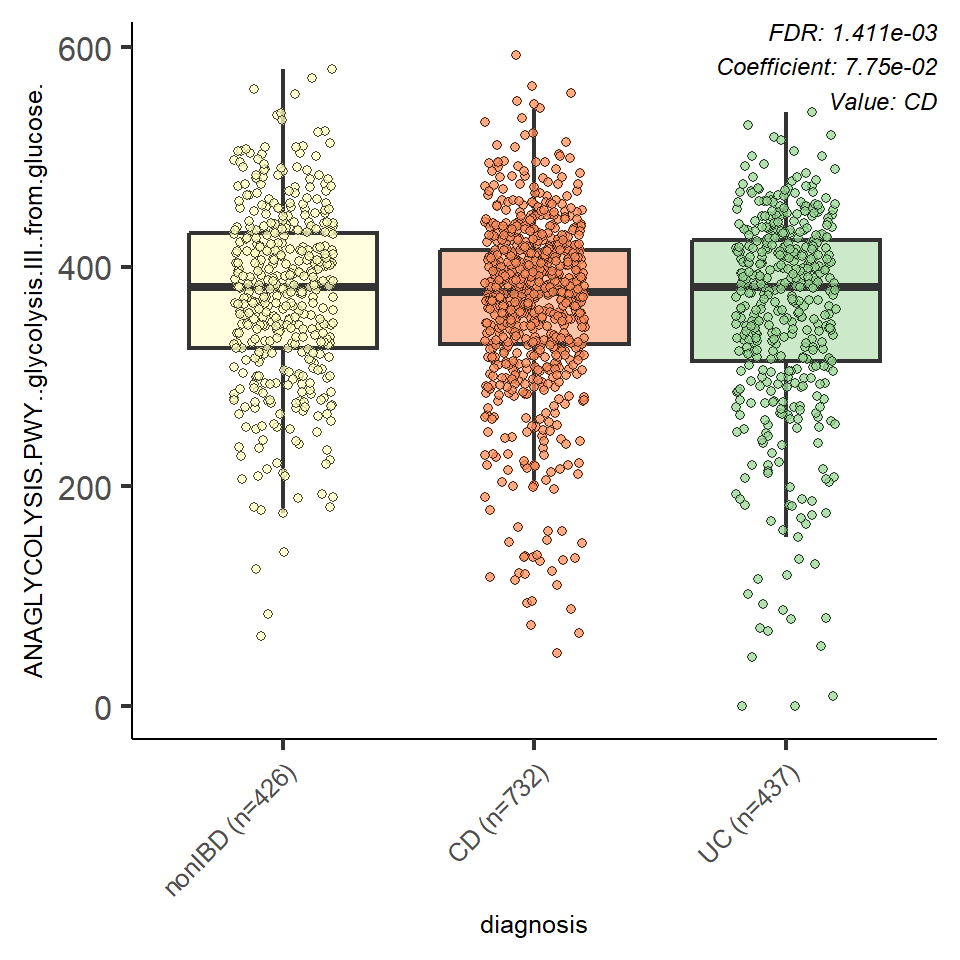 FDR: 1.411e-03
Coefficient: 7.75e-02
Value: CD
ANAGLYCOLYSIS.PWY..glycolysis.III..from.glucose.
600
400
200
0
nonIBD (n=426)
CD (n=732)
UC (n=437)
diagnosis